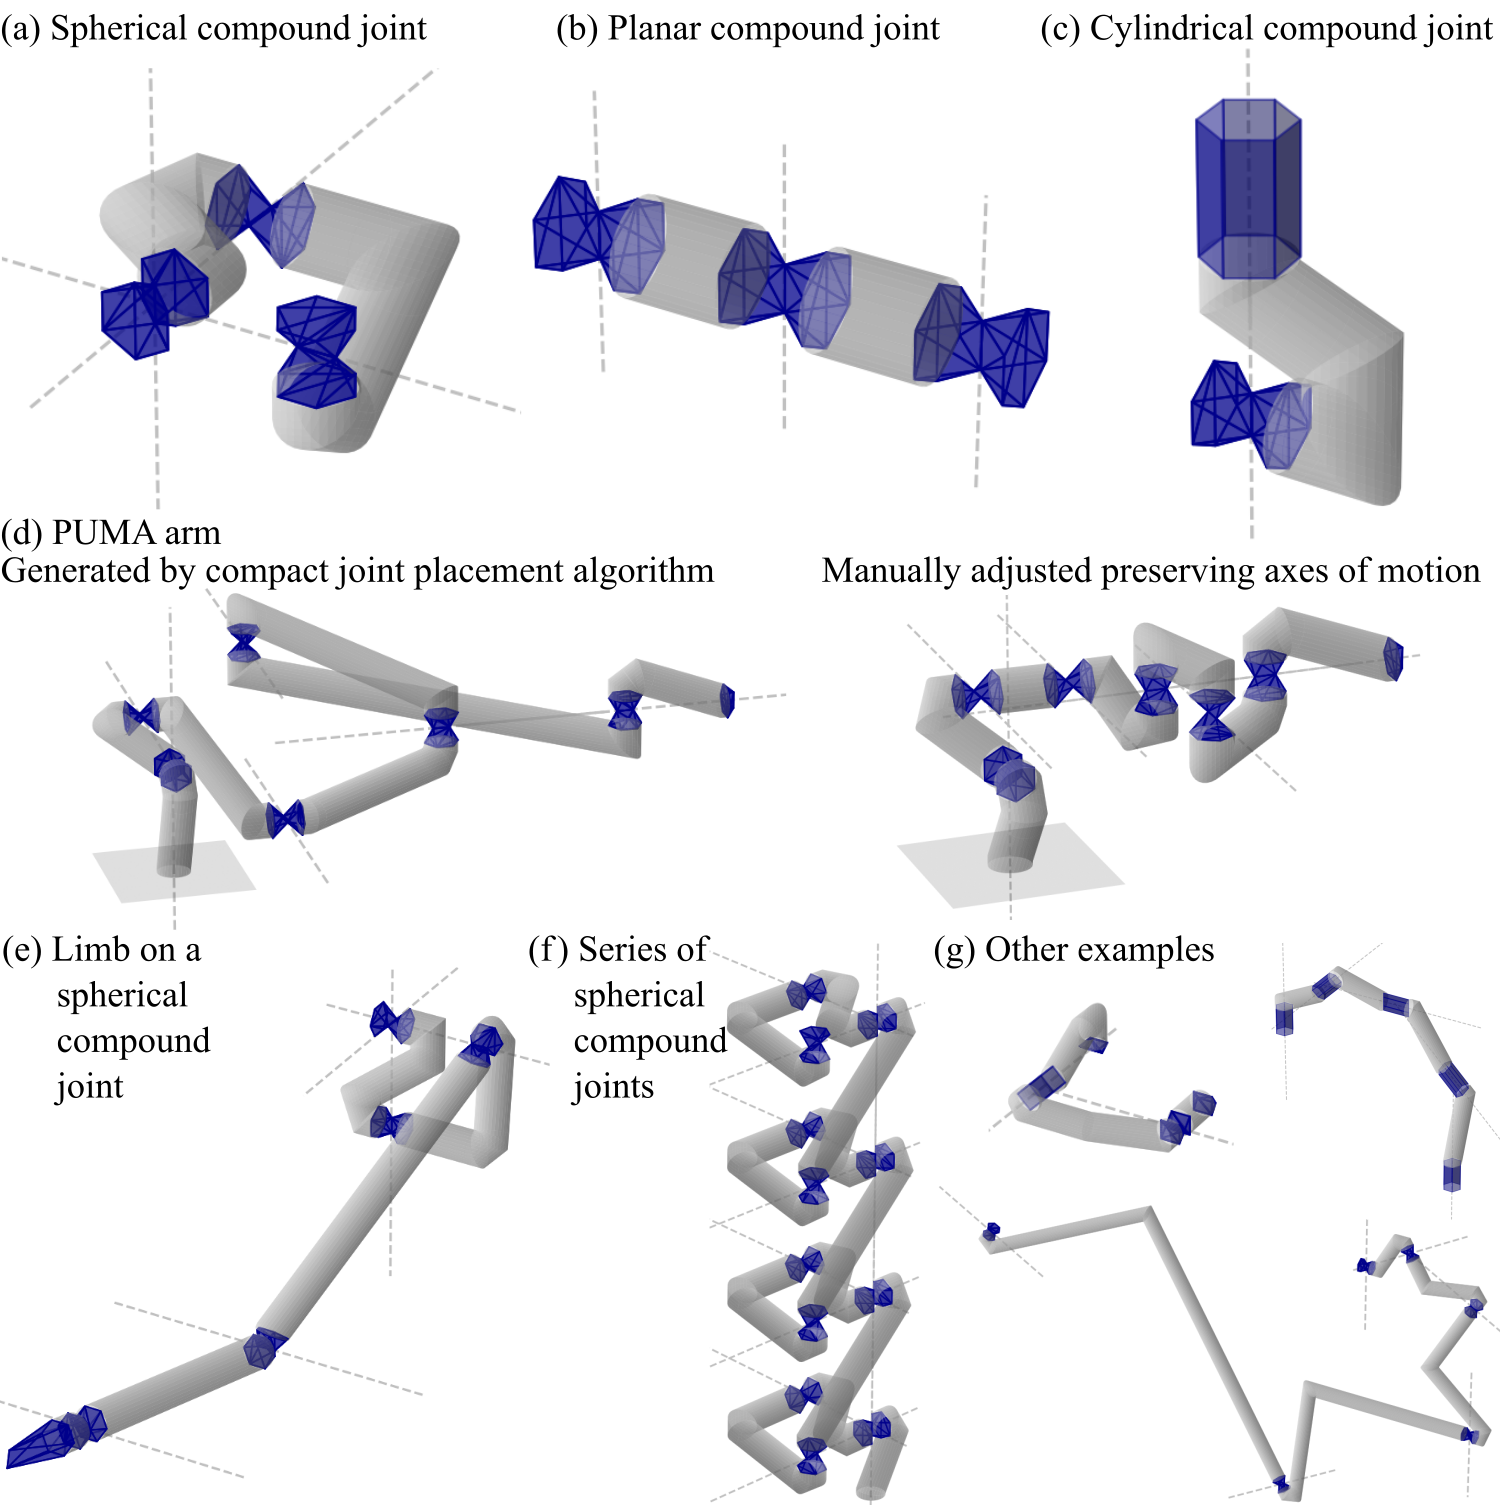 (a) Spherical compound joint
(b) Planar compound joint
(c) Cylindrical compound joint
(d) PUMA arm
Generated by compact joint placement algorithm
Manually adjusted preserving axes of motion
(e) Limb on a
spherical
compound
joint
(f) Series of
spherical
compound
joints
(g) Other examples